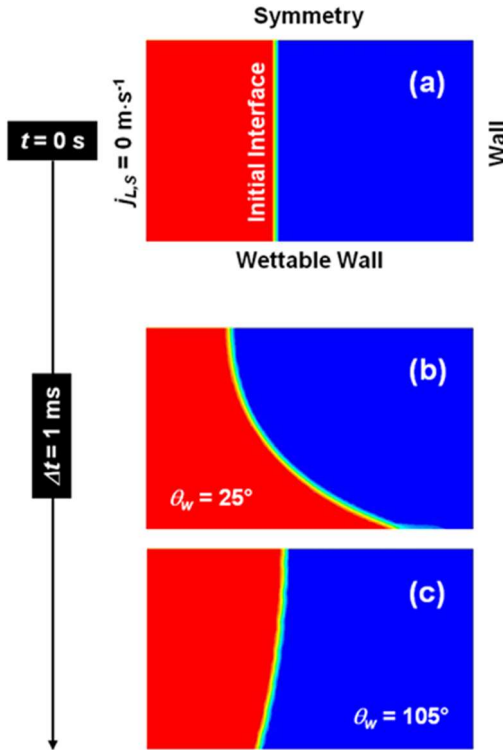 Symmetry
(a)
t = 0 s
j_L,s = 0 m·s⁻¹
Initial Interface
Wall
Wettable Wall
(b)
Δt = 1 ms
θ_w = 25°
(c)
θ_w = 105°